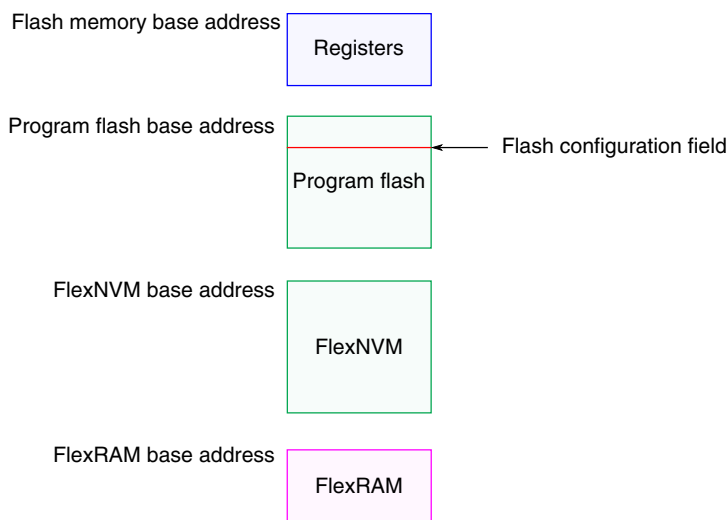 Flash memory base address
Registers
Program flash base address
Flash configuration field
Program flash
FlexNVM base address
FlexNVM
FlexRAM base address
FlexRAM